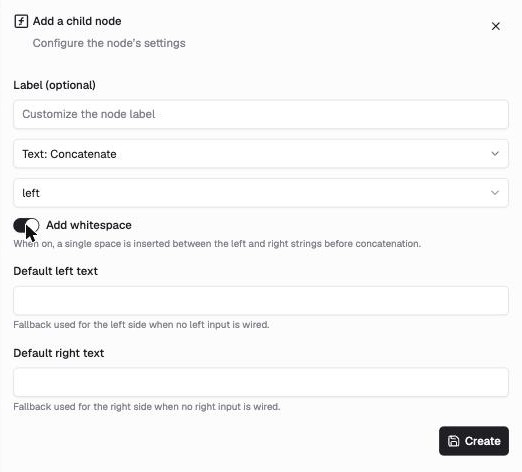 Add a child node
Configure the node's settings
Label (optional)
Customize the node label
Text: Concatenate
left
Add whitespace
When on, a single space is inserted between the left and right strings before concatenation.
Default left text
Fallback used for the left side when no left input is wired.
Default right text
Fallback used for the right side when no right input is wired.
Create